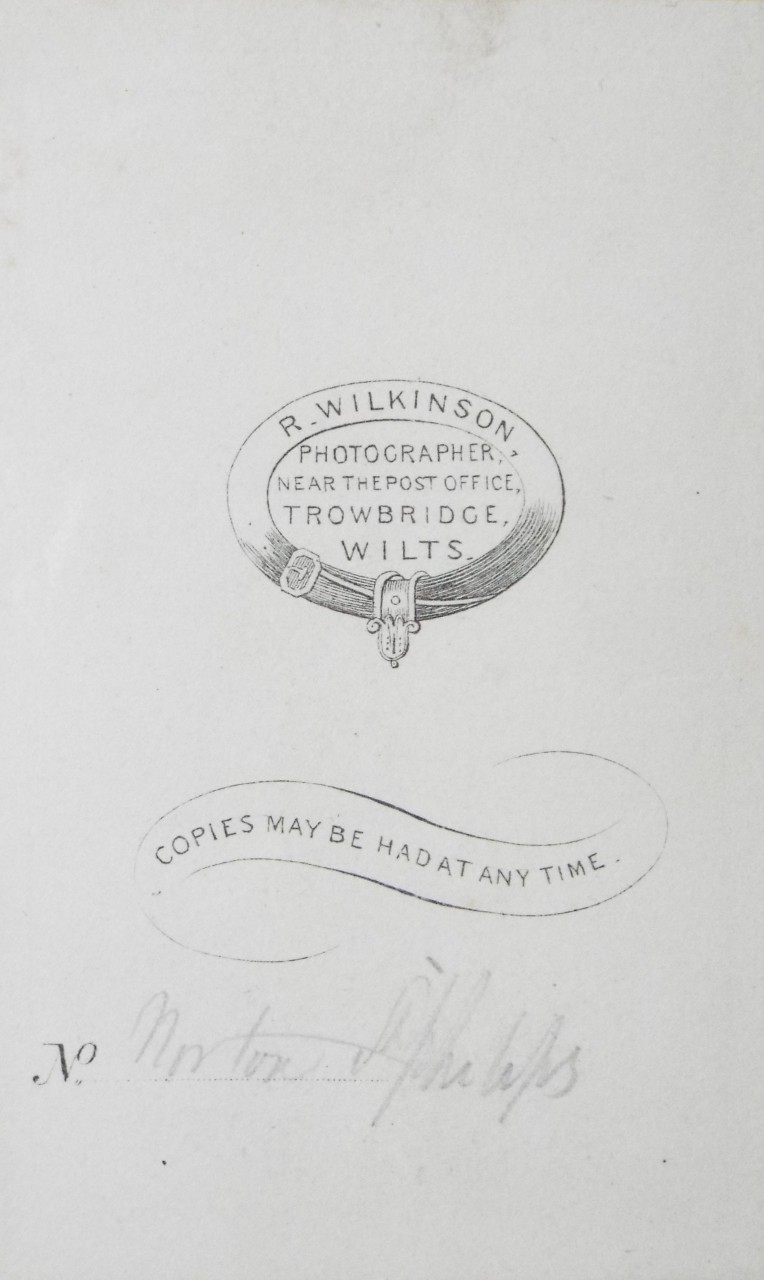 R. WILKINSON,
PHOTOGRAPHER,
NEAR THE POST OFFICE,
TROWBRIDGE,
WILTS.
COPIES MAY BE HAD AT ANY TIME.
No Norton St Philips